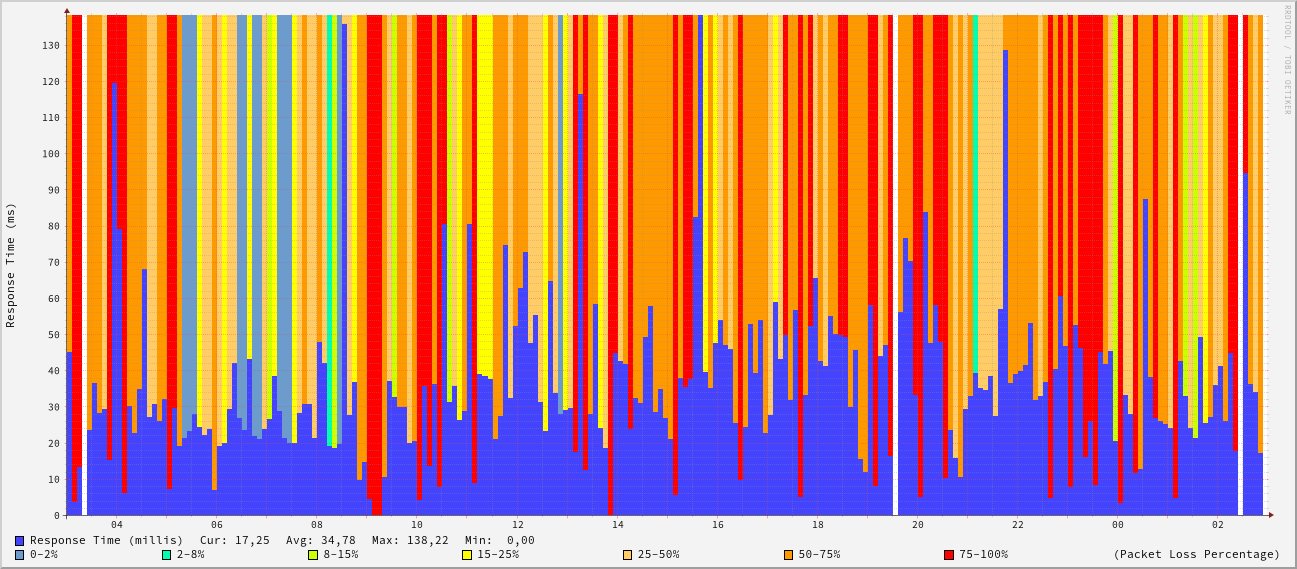 RRDTOOL / TOBI OETIKER
Response Time (ms)
130
120
110
100
90
80
70
60
50
40
30
20
10
0
04 06 08 10 12 14 16 18 20 22 00 02
Response Time (millis) Cur: 17,25 Avg: 34,78 Max: 138,22 Min: 0,00
0-2% 2-8% 8-15% 15-25% 25-50% 50-75% 75-100% (Packet Loss Percentage)